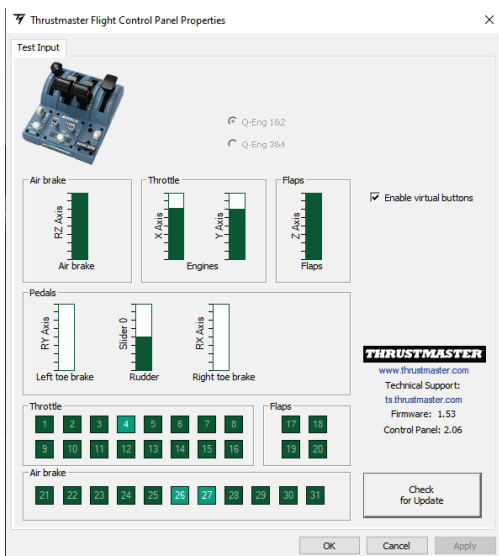 Thrustmaster Flight Control Panel Properties
Test Input
Q-Eng 1&2
Q-Eng 3&4
Air brake
Throttle
Flaps
RZ Axis
X Axis
Y Axis
Z Axis
Enable virtual buttons
Air brake
Engines
Flaps
Pedals
RY Axis
Slider 0
RX Axis
Left toe brake
Rudder
Right toe brake
THRUSTMASTER
www.thrustmaster.com
Technical Support:
ts.thrustmaster.com
Firmware: 1.53
Control Panel: 2.06
Throttle
Flaps
1 2 3 4 5 6 7 8
17 18
9 10 11 12 13 14 15 16
19 20
Air brake
21 22 23 24 25 26 27 28 29 30 31
Check
for Update
OK
Cancel
Apply